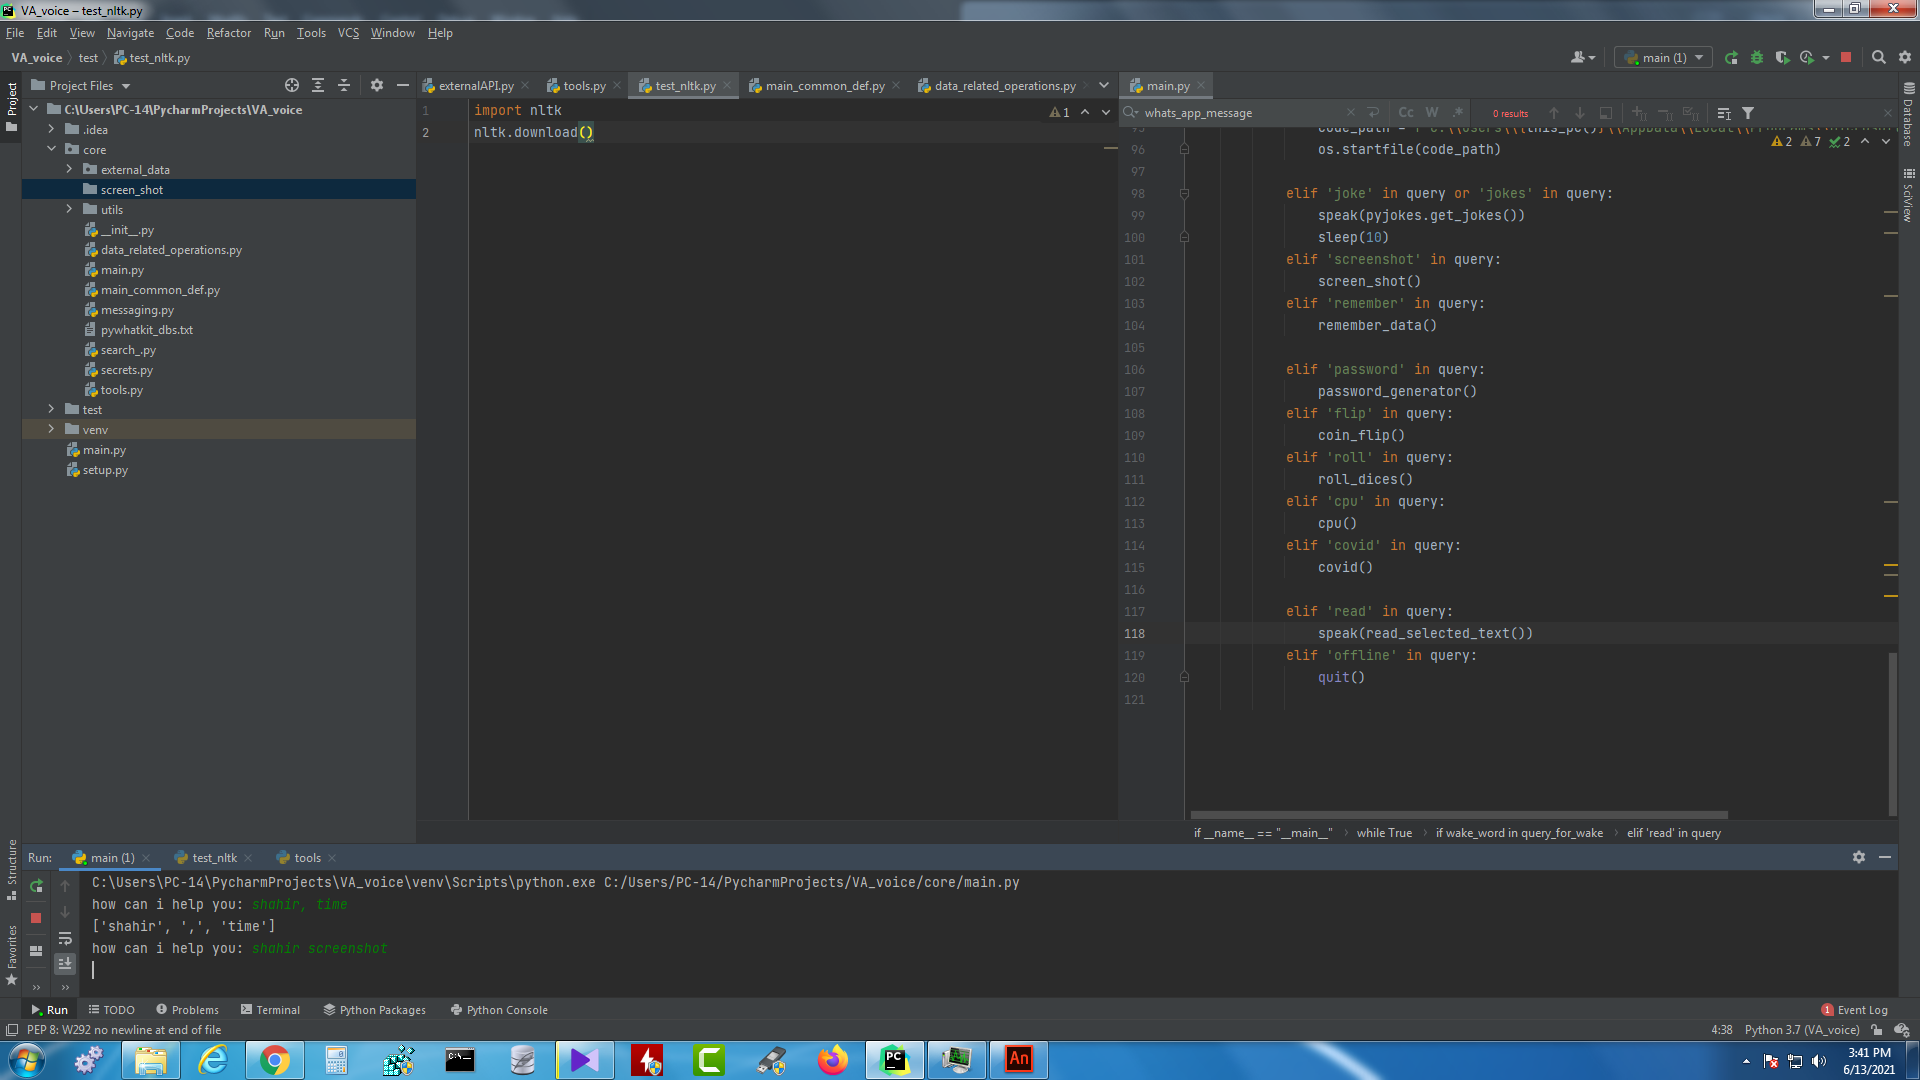 VA_voice – test_nltk.py
File Edit View Navigate Code Refactor Run Tools VCS Window Help
VA_voice test test_nltk.py
main (1)
Project
Project Files
C:\Users\PC-14\PycharmProjects\VA_voice
.idea
core
external_data
screen_shot
utils
__init__.py
data_related_operations.py
main.py
main_common_def.py
messaging.py
pywhatkit_dbs.txt
search_.py
secrets.py
tools.py
test
venv
main.py
setup.py
externalAPI.py tools.py test_nltk.py main_common_def.py data_related_operations.py
1 import nltk
2 nltk.download()
1
main.py
whats_app_message Cc W .* 0 results
2 7 2
96 os.startfile(code_path)
97
98 elif 'joke' in query or 'jokes' in query:
99 speak(pyjokes.get_jokes())
100 sleep(10)
101 elif 'screenshot' in query:
102 screen_shot()
103 elif 'remember' in query:
104 remember_data()
105
106 elif 'password' in query:
107 password_generator()
108 elif 'flip' in query:
109 coin_flip()
110 elif 'roll' in query:
111 roll_dices()
112 elif 'cpu' in query:
113 cpu()
114 elif 'covid' in query:
115 covid()
116
117 elif 'read' in query:
118 speak(read_selected_text())
119 elif 'offline' in query:
120 quit()
121
if __name__ == "__main__" while True if wake_word in query_for_wake elif 'read' in query
Database
SciView
Structure
Favorites
Run: main (1) test_nltk tools
C:\Users\PC-14\PycharmProjects\VA_voice\venv\Scripts\python.exe C:/Users/PC-14/PycharmProjects/VA_voice/core/main.py
how can i help you: shahir, time
['shahir', ',', 'time']
how can i help you: shahir screenshot
Run TODO Problems Terminal Python Packages Python Console 1 Event Log
PEP 8: W292 no newline at end of file 4:38 Python 3.7 (VA_voice)
PC An
3:41 PM
6/13/2021